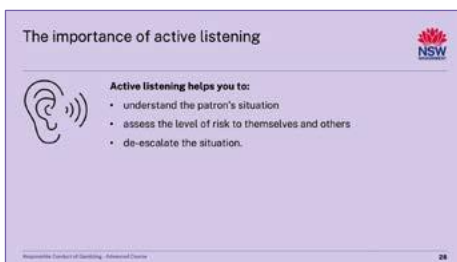 The importance of active listening
NSW
GOVERNMENT
Active listening helps you to:
• understand the patron's situation
• assess the level of risk to themselves and others
• de-escalate the situation.
Responsible Conduct of Gambling - Advanced Course
28